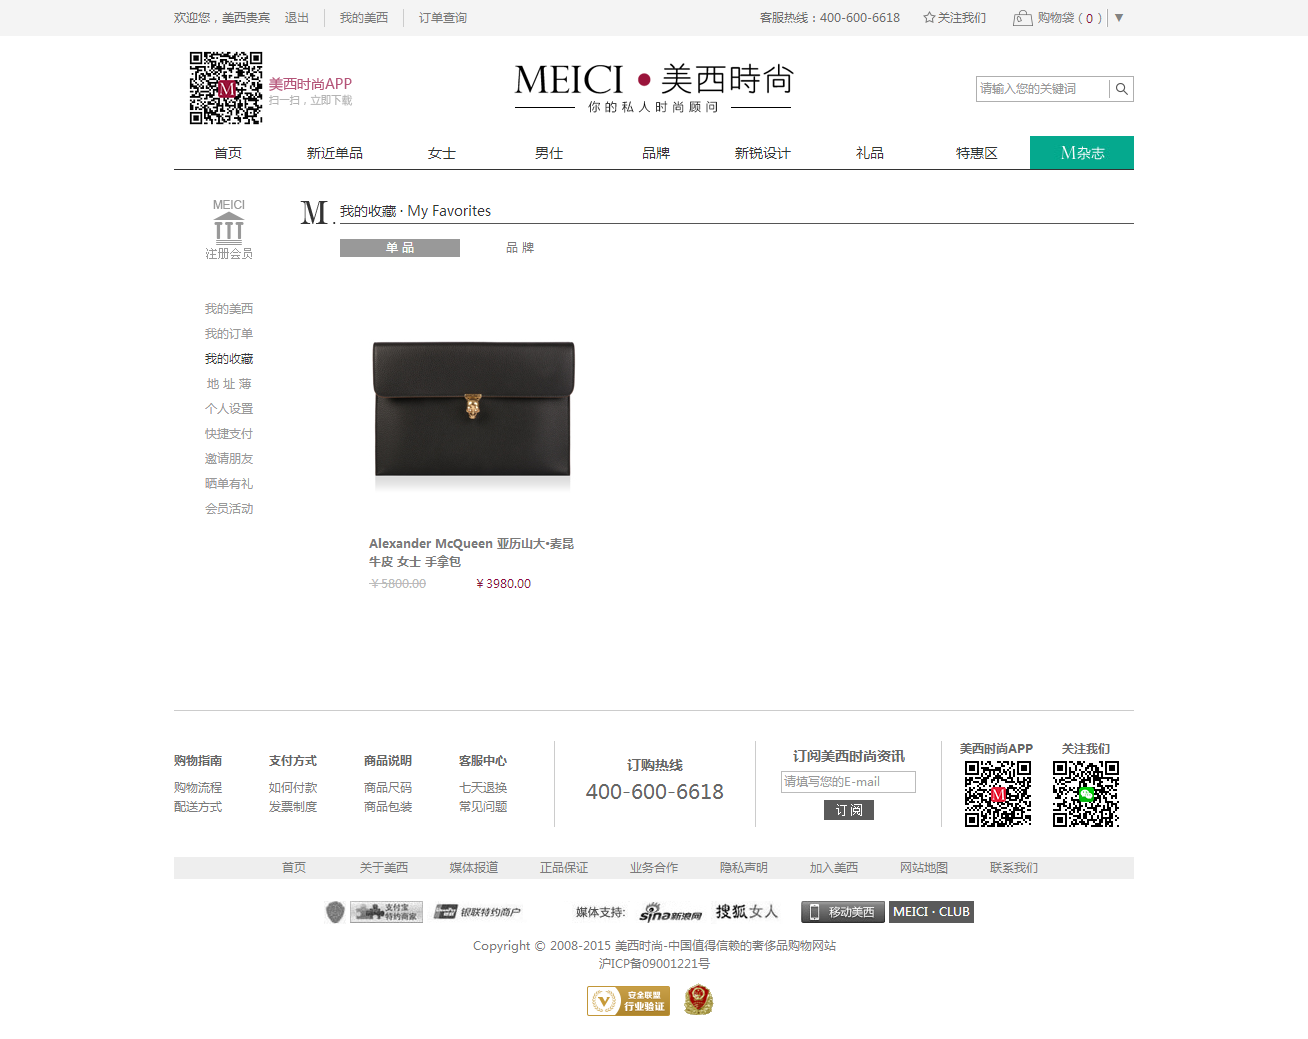 欢迎您，美西贵宾 退出 我的美西 订单查询 客服热线：400-600-6618 关注我们 购物袋 ( 0 ) ▼
M
美西时尚APP
扫一扫，立即下载
MEICI·美西時尚
你的私人时尚顾问
请输入您的关键词
首页 新近单品 女士 男仕 品牌 新锐设计 礼品 特惠区 M杂志
MEICI
注册会员
M. 我的收藏 · My Favorites
单 品 品 牌
我的美西
我的订单
我的收藏
地 址 薄
个人设置
快捷支付
邀请朋友
晒单有礼
会员活动
Alexander McQueen 亚历山大•麦昆
牛皮 女士 手拿包
￥5800.00 ￥3980.00
购物指南 支付方式 商品说明 客服中心
购物流程 如何付款 商品尺码 七天退换
配送方式 发票制度 商品包装 常见问题
订购热线
400-600-6618
订阅美西时尚资讯
请填写您的E-mail
订 阅
美西时尚APP 关注我们
M
首页 关于美西 媒体报道 正品保证 业务合作 隐私声明 加入美西 网站地图 联系我们
支付宝
特约商家
银联特约商户 媒体支持: sina新浪网 搜狐女人 移动美西 MEICI · CLUB
Copyright © 2008-2015 美西时尚-中国值得信赖的奢侈品购物网站
沪ICP备09001221号
安全联盟
行业验证